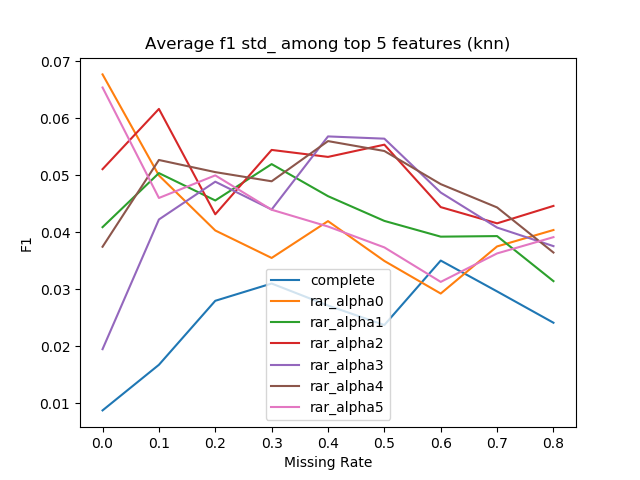 Average f1 std_ among top 5 features (knn)
0.07
0.06
0.05
0.04
0.03
0.02
0.01
F1
complete
rar_alpha0
rar_alpha1
rar_alpha2
rar_alpha3
rar_alpha4
rar_alpha5
0.0 0.1 0.2 0.3 0.4 0.5 0.6 0.7 0.8
Missing Rate